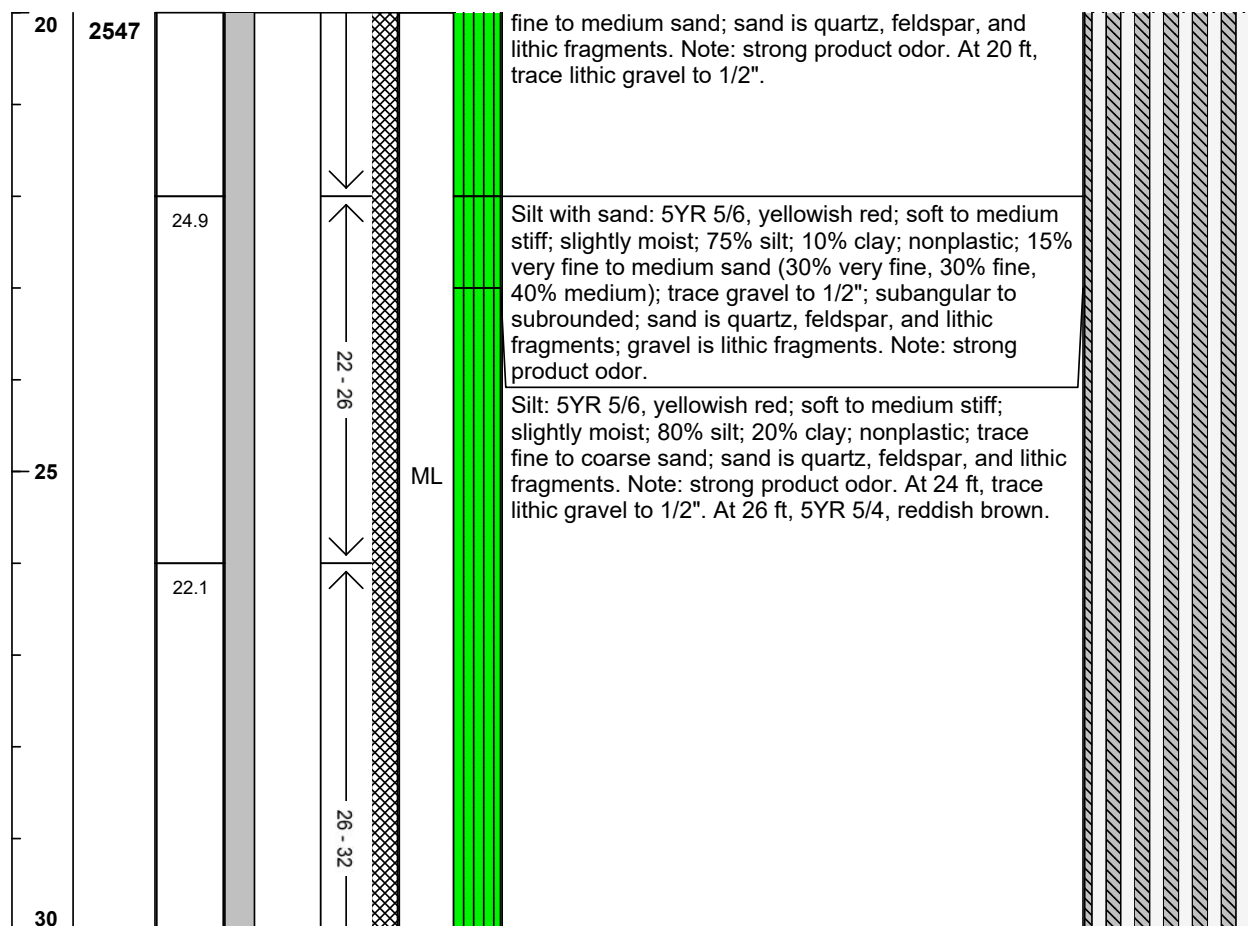 20
2547
fine to medium sand; sand is quartz, feldspar, and
lithic fragments. Note: strong product odor. At 20 ft,
trace lithic gravel to 1/2".
24.9
Silt with sand: 5YR 5/6, yellowish red; soft to medium
stiff; slightly moist; 75% silt; 10% clay; nonplastic; 15%
very fine to medium sand (30% very fine, 30% fine,
40% medium); trace gravel to 1/2"; subangular to
subrounded; sand is quartz, feldspar, and lithic
fragments; gravel is lithic fragments. Note: strong
product odor.
22 - 26
Silt: 5YR 5/6, yellowish red; soft to medium stiff;
slightly moist; 80% silt; 20% clay; nonplastic; trace
fine to coarse sand; sand is quartz, feldspar, and lithic
fragments. Note: strong product odor. At 24 ft, trace
lithic gravel to 1/2". At 26 ft, 5YR 5/4, reddish brown.
25
ML
22.1
26 - 32
30